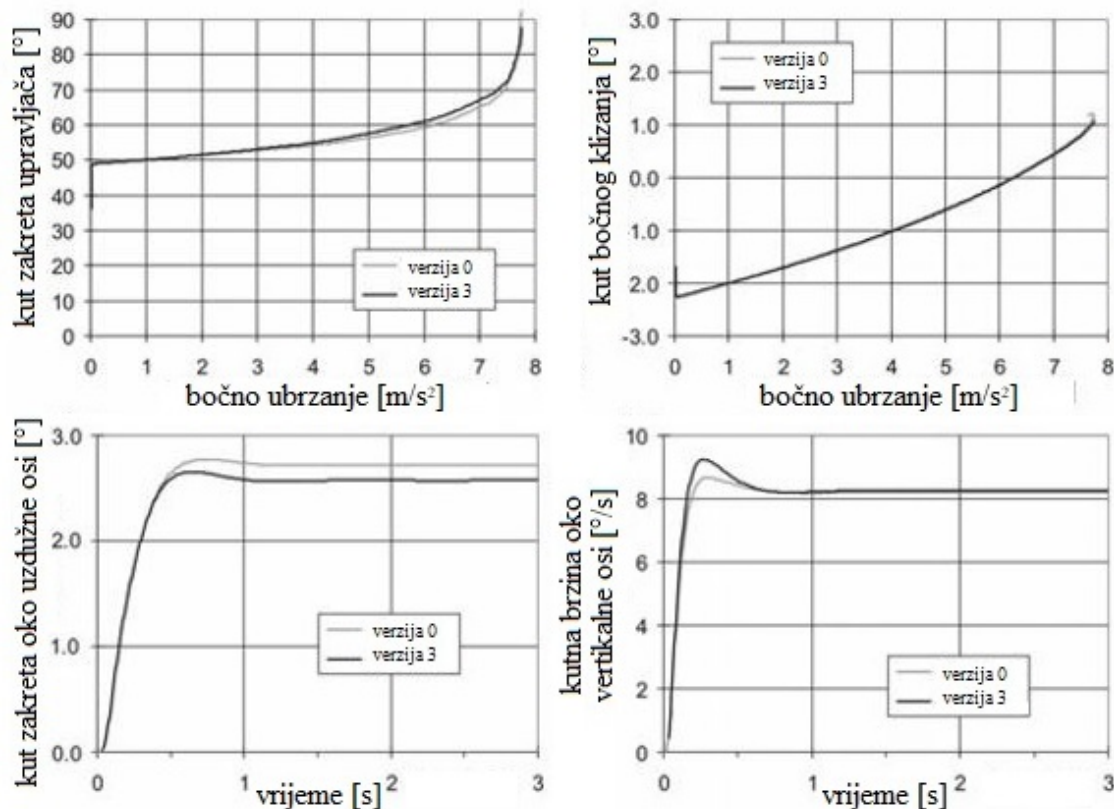 kut zakreta upravljača [°]
90
80
70
60
50
40
30
20
10
0
verzija 0
verzija 3
0 1 2 3 4 5 6 7 8
bočno ubrzanje [m/s²]
kut bočnog klizanja [°]
3.0
2.0
1.0
0.0
-1.0
2.0
-3.0
verzija 0
verzija 3
0 1 2 3 4 5 6 7 8
bočno ubrzanje [m/s²]
kut zakreta oko uzdužne osi [°]
3.0
2.0
1.0
0.0
verzija 0
verzija 3
0 1 2 3
vrijeme [s]
kutna brzina oko
vertikalne osi [°/s]
10
8
6
4
2
0
verzija 0
verzija 3
0 1 2 3
vrijeme [s]